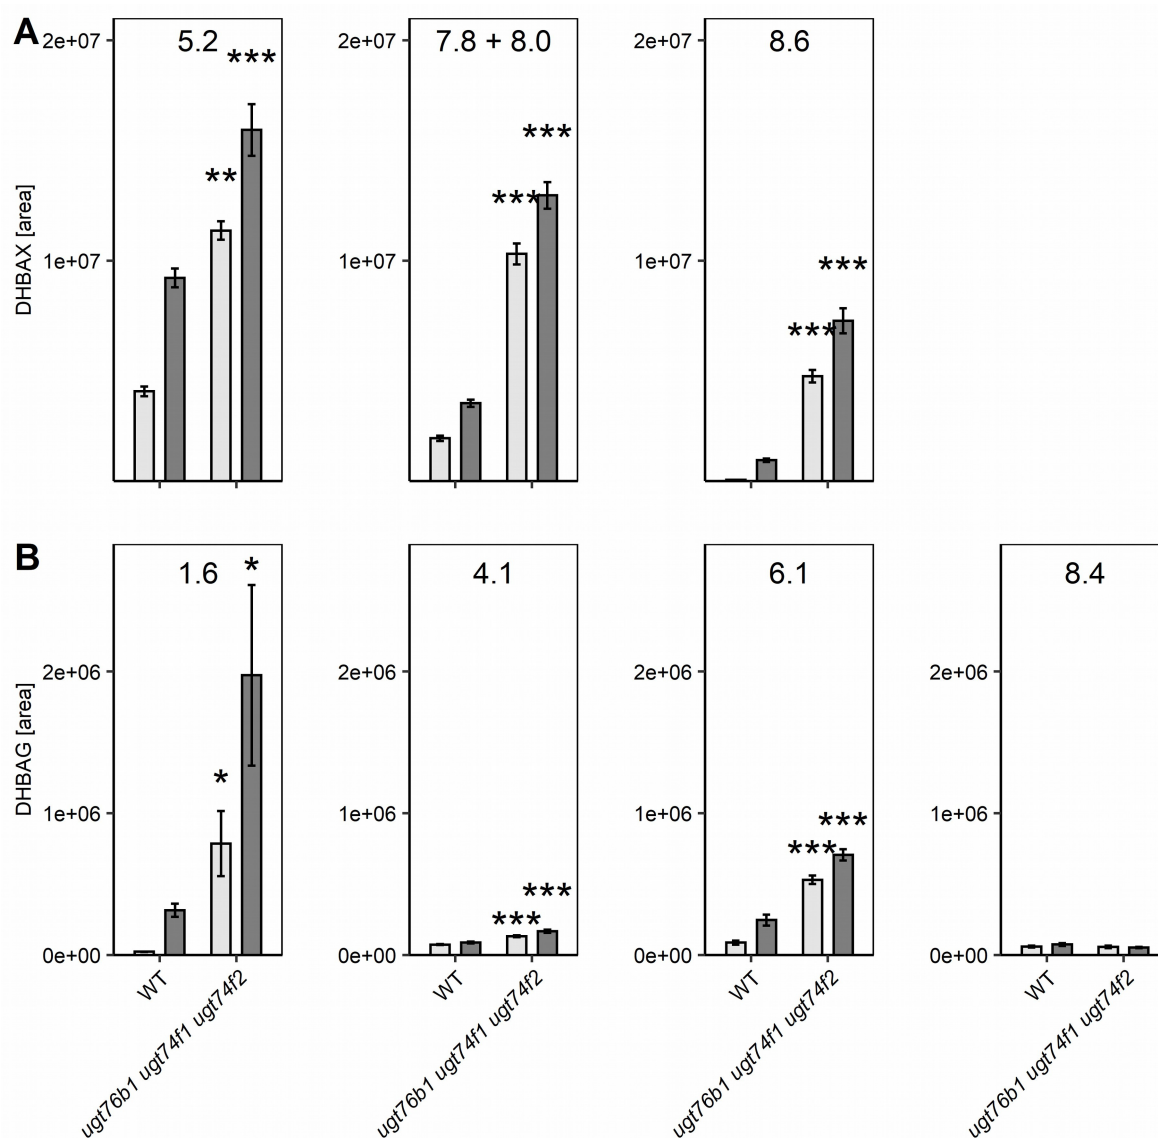 A
5.2
7.8 + 8.0
8.6
DHBAX [area]
2e+07
1e+07
**
***
2e+07
1e+07
***
***
2e+07
1e+07
***
***
B
1.6
4.1
6.1
8.4
DHBAG [area]
2e+06
1e+06
0e+00
*
*
2e+06
1e+06
0e+00
***
***
2e+06
1e+06
0e+00
***
***
2e+06
1e+06
0e+00
WT
ugt76b1 ugt74f1 ugt74f2
WT
ugt76b1 ugt74f1 ugt74f2
WT
ugt76b1 ugt74f1 ugt74f2
WT
ugt76b1 ugt74f1 ugt74f2